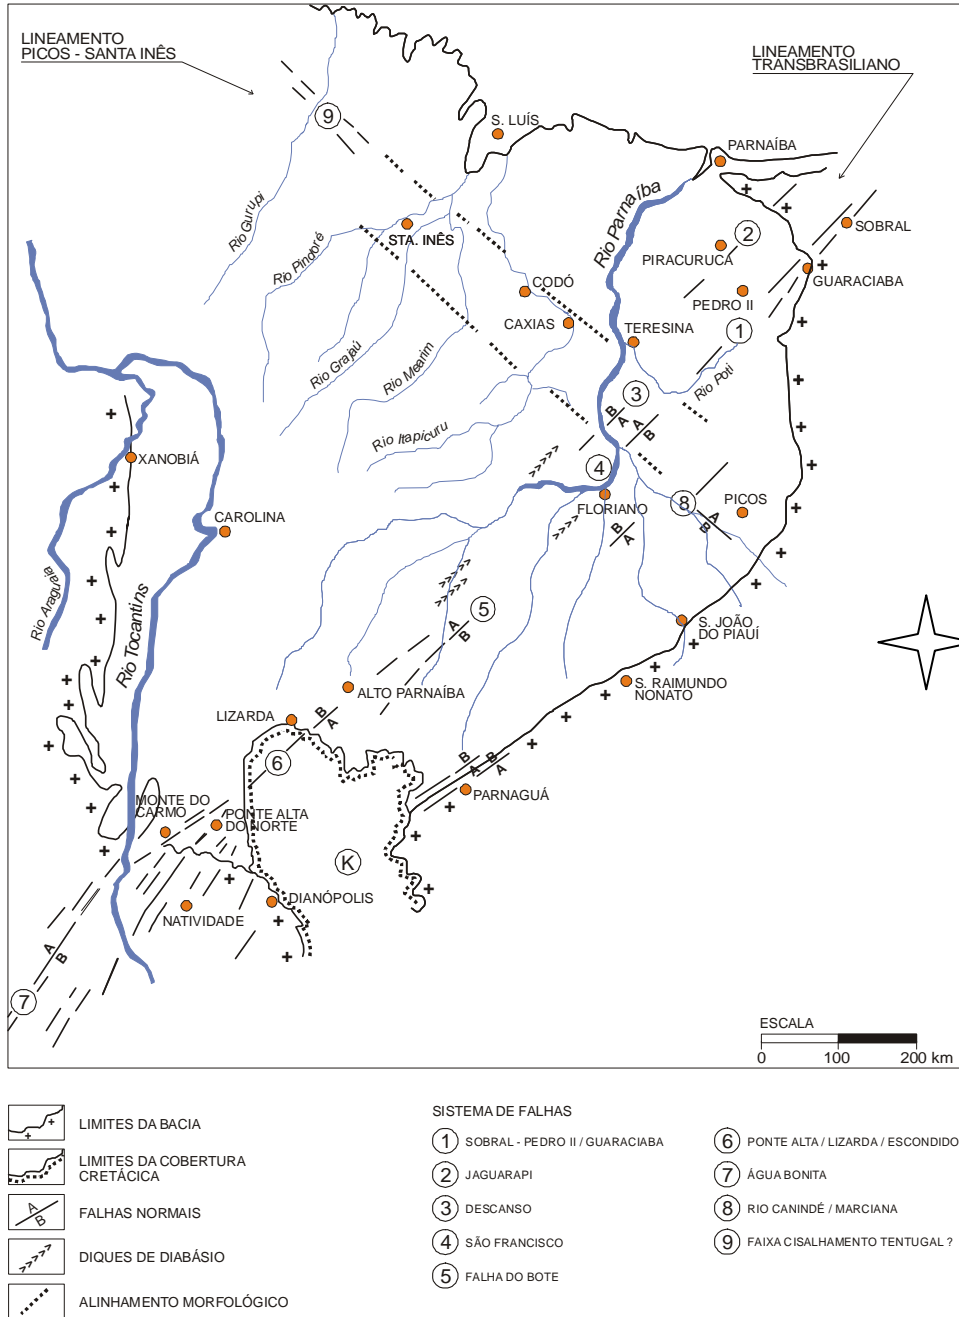 LINEAMENTO
PICOS - SANTA INÊS
LINEAMENTO
TRANSBRASILIANO
9
S. LUÍS
PARNAÍBA
Rio Gurupi
Rio Parnaíba
STA. INÊS
2
SOBRAL
Rio Pindoré
PIRACURUCA
GUARACIABA
CODÓ
PEDRO II
CAXIAS
TERESINA
1
Rio Grajaú
Rio Mearim
Rio Poti
3
B
A
A
B
Rio Itapicuru
XANOBIÁ
4
FLORIANO
8
PICOS
A
B
CAROLINA
B
A
Rio Araguaia
Rio Tocantins
5
A
B
S. JOÃO
DO PIAUÍ
ALTO PARNAÍBA
S. RAIMUNDO
NONATO
LIZARDA
B
A
6
B
A
B
A
PARNAGUÁ
MONTE DO
CARMO
PONTE ALTA
DO NORTE
K
DIANÓPOLIS
NATIVIDADE
A
B
7
ESCALA
0 100 200 km
LIMITES DA BACIA
LIMITES DA COBERTURA
CRETÁCICA
A
B
FALHAS NORMAIS
DIQUES DE DIABÁSIO
ALINHAMENTO MORFOLÓGICO
SISTEMA DE FALHAS
1 SOBRAL - PEDRO II / GUARACIABA
2 JAGUARAPI
3 DESCANSO
4 SÃO FRANCISCO
5 FALHA DO BOTE
6 PONTE ALTA / LIZARDA / ESCONDIDO
7 ÁGUA BONITA
8 RIO CANINDÉ / MARCIANA
9 FAIXA CISALHAMENTO TENTUGAL ?